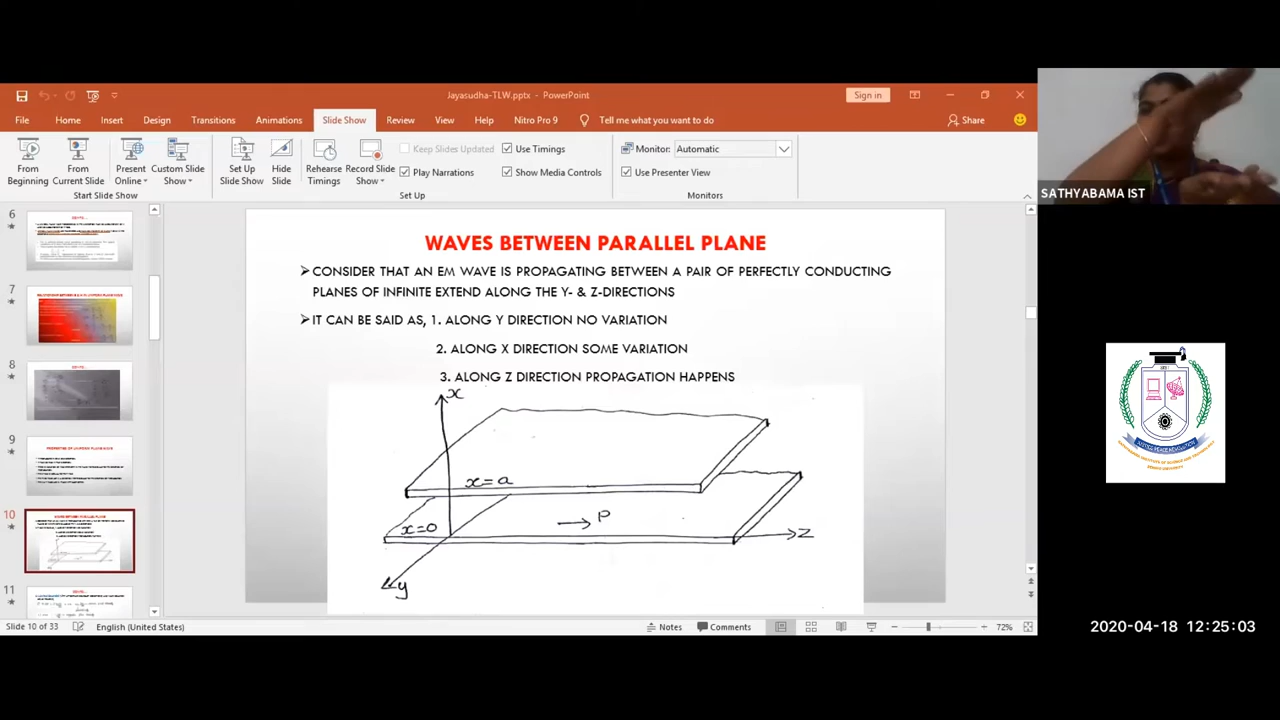 Jayasudha-TLW.pptx - PowerPoint
Sign in
File Home Insert Design Transitions Animations Slide Show Review View Help Nitro Pro 9 Tell me what you want to do Share
From Beginning
From Current Slide
Present Online
Custom Slide Show
Set Up Slide Show
Hide Slide
Rehearse Timings
Record Slide Show
Keep Slides Updated
Play Narrations
Use Timings
Show Media Controls
Monitor: Automatic
Use Presenter View
Start Slide Show
Set Up
Monitors
SATHYABAMA IST
6
7
8
9
10
11
WAVES BETWEEN PARALLEL PLANE
➢CONSIDER THAT AN EM WAVE IS PROPAGATING BETWEEN A PAIR OF PERFECTLY CONDUCTING
PLANES OF INFINITE EXTEND ALONG THE Y- & Z-DIRECTIONS
➢IT CAN BE SAID AS, 1. ALONG Y DIRECTION NO VARIATION
2. ALONG X DIRECTION SOME VARIATION
3. ALONG Z DIRECTION PROPAGATION HAPPENS
x
x=a
x=0
P
z
y
Slide 10 of 33 English (United States)
Notes Comments
72%
2020-04-18 12:25:03